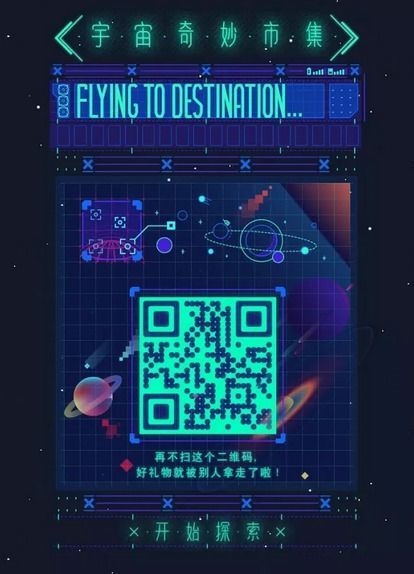 宇宙奇妙市集
FLYING TO DESTINATION...
再不扫这个二维码，
好礼物就被别人拿走了啦！
×开始探索×